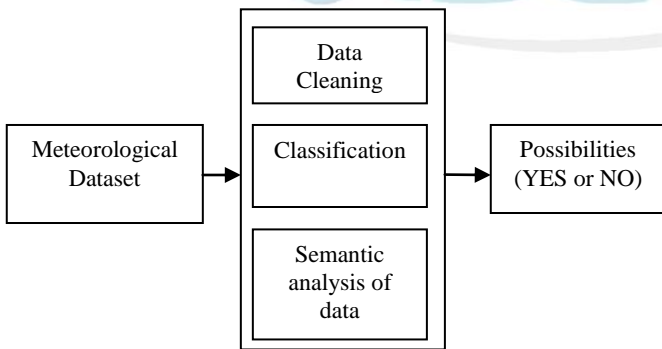 Meteorological
Dataset
Data
Cleaning
Classification
Semantic
analysis of
data
Possibilities
(YES or NO)